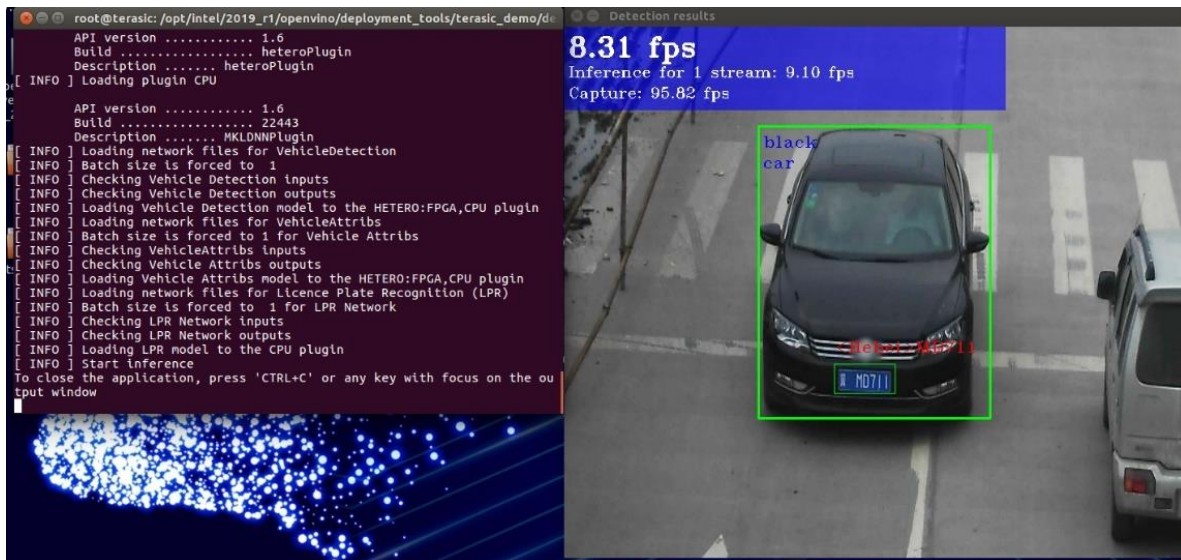 root@terasic: /opt/intel/2019_r1/openvino/deployment_tools/terasic_demo/de
API version ............ 1.6
Build .................. heteroPlugin
Description ....... heteroPlugin
[ INFO ] Loading plugin CPU
API version ............ 1.6
Build .................. 22443
Description ....... MKLDNNPlugin
[ INFO ] Loading network files for VehicleDetection
[ INFO ] Batch size is forced to  1
[ INFO ] Checking Vehicle Detection inputs
[ INFO ] Checking Vehicle Detection outputs
[ INFO ] Loading Vehicle Detection model to the HETERO:FPGA,CPU plugin
[ INFO ] Loading network files for VehicleAttribs
[ INFO ] Batch size is forced to 1 for Vehicle Attribs
[ INFO ] Checking VehicleAttribs inputs
[ INFO ] Checking Vehicle Attribs outputs
[ INFO ] Loading Vehicle Attribs model to the HETERO:FPGA,CPU plugin
[ INFO ] Loading network files for Licence Plate Recognition (LPR)
[ INFO ] Batch size is forced to  1 for LPR Network
[ INFO ] Checking LPR Network inputs
[ INFO ] Checking LPR Network outputs
[ INFO ] Loading LPR model to the CPU plugin
[ INFO ] Start inference
To close the application, press 'CTRL+C' or any key with focus on the ou
tput window
Detection results
8.31 fps
Inference for 1 stream: 9.10 fps
Capture: 95.82 fps
black
car
<Hebei>MD711
MD711